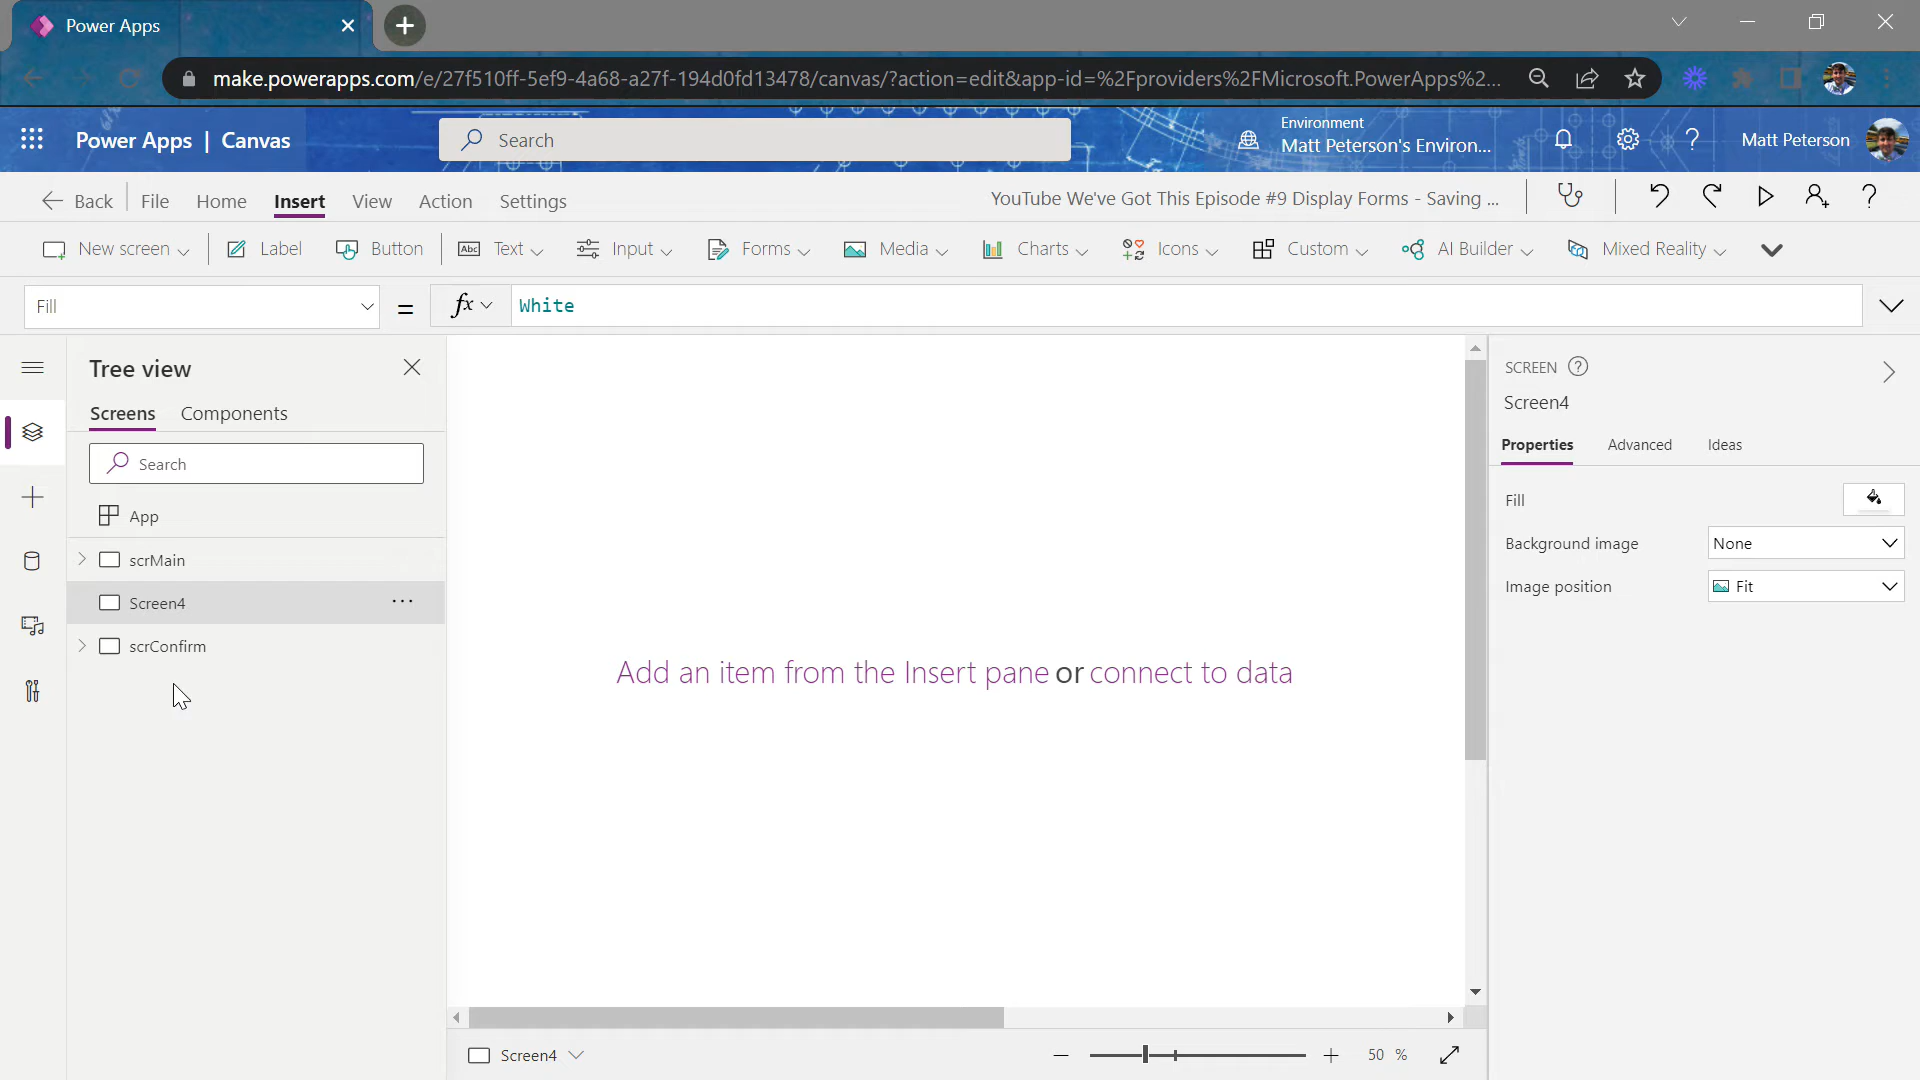 Power Apps
make.powerapps.com/e/27f510ff-5ef9-4a68-a27f-194d0fd13478/canvas/?action=edit&app-id=%2Fproviders%2FMicrosoft.PowerApps%2...
Power Apps | Canvas
Search
Environment
Matt Peterson's Environ...
Matt Peterson
Back
File
Home
Insert
View
Action
Settings
YouTube We've Got This Episode #9 Display Forms - Saving ...
New screen
Label
Button
Abc Text
Input
Forms
Media
Charts
Icons
Custom
AI Builder
Mixed Reality
Fill
=
fx
White
Tree view
Screens
Components
Search
App
scrMain
Screen4
scrConfirm
Add an item from the Insert pane or connect to data
SCREEN
Screen4
Properties
Advanced
Ideas
Fill
Background image
None
Image position
Fit
Screen4
50 %